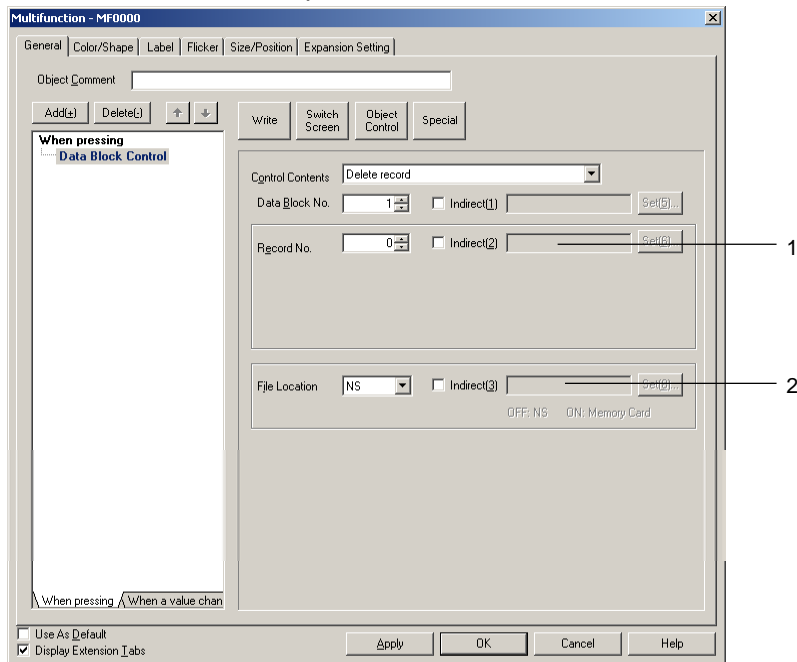 Multifunction - MF0000
General Color/Shape Label Flicker Size/Position Expansion Setting
Object Comment
Add(+) Delete(-) Write Switch Screen Object Control Special
When pressing
Data Block Control
Control Contents Delete record
Data Block No. 1 Indirect(1) Set(5)...
Record No. 0 Indirect(2) Set(6)... 1
File Location NS Indirect(3) 2
OFF: NS ON: Memory Card
When pressing When a value chan
Use As Default
Display Extension Tabs
Apply OK Cancel Help